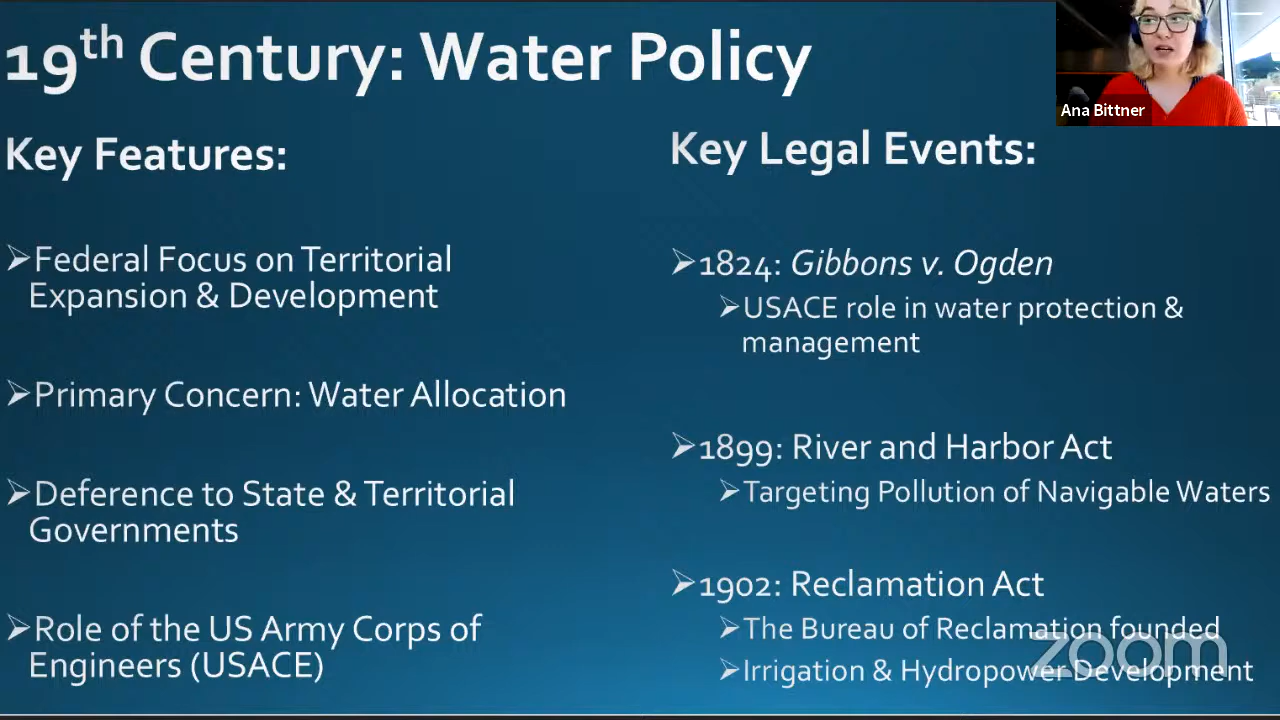 19th Century: Water Policy
Ana Bittner
Key Features:
➢Federal Focus on Territorial
Expansion & Development
➢Primary Concern: Water Allocation
➢Deference to State & Territorial
Governments
➢Role of the US Army Corps of
Engineers (USACE)
Key Legal Events:
➢1824: Gibbons v. Ogden
➢USACE role in water protection &
management
➢1899: River and Harbor Act
➢Targeting Pollution of Navigable Waters
➢1902: Reclamation Act
➢The Bureau of Reclamation founded
➢Irrigation & Hydropower Development
zoom